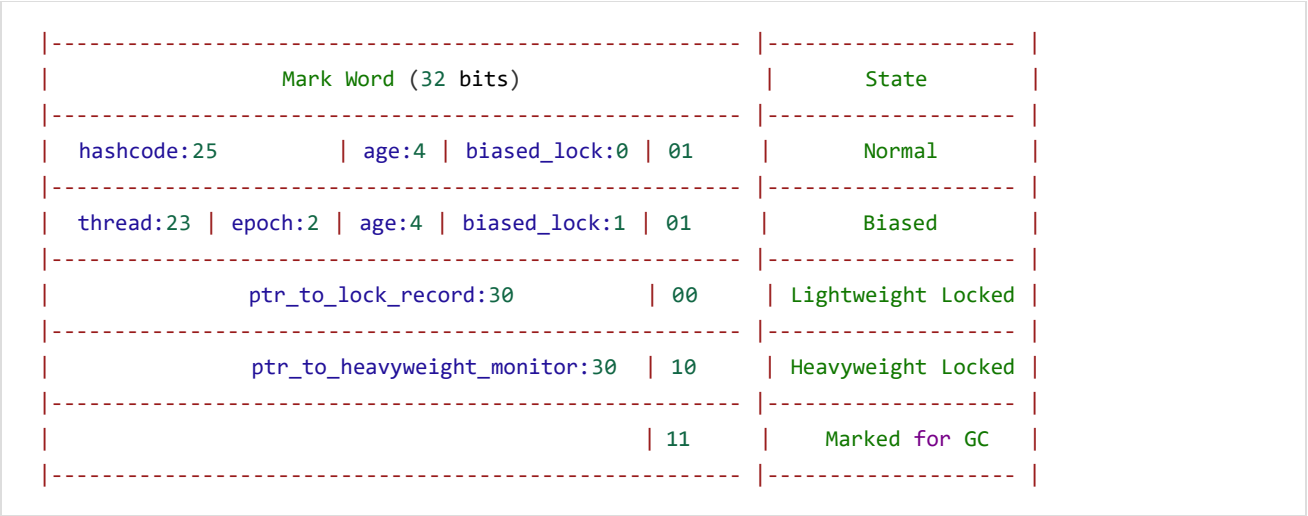 |------------------------------------------------------- |-------------------- |
| Mark Word (32 bits) | State |
|------------------------------------------------------- |-------------------- |
| hashcode:25 | age:4 | biased_lock:0 | 01 | Normal |
|------------------------------------------------------- |-------------------- |
| thread:23 | epoch:2 | age:4 | biased_lock:1 | 01 | Biased |
|------------------------------------------------------- |-------------------- |
| ptr_to_lock_record:30 | 00 | Lightweight Locked |
|------------------------------------------------------- |-------------------- |
| ptr_to_heavyweight_monitor:30 | 10 | Heavyweight Locked |
|------------------------------------------------------- |-------------------- |
| | 11 | Marked for GC |
|------------------------------------------------------- |-------------------- |